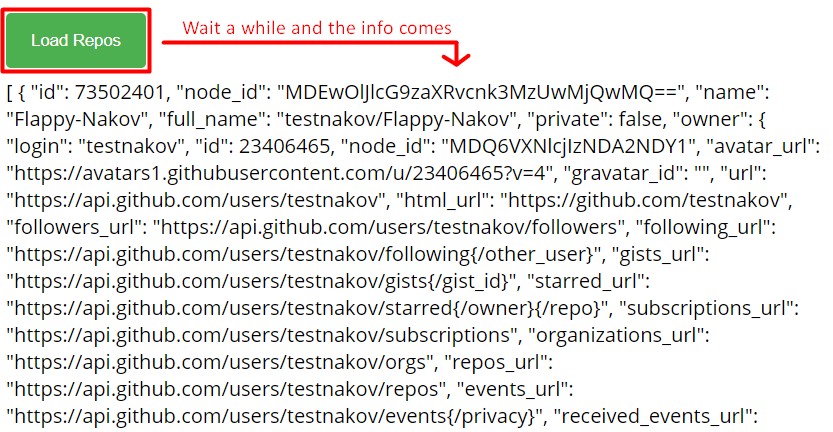 Load Repos
Wait a while and the info comes
[ { "id": 73502401, "node_id": "MDEwOlJlcG9zaXRvcnk3MzUwMjQwMQ==", "name":
"Flappy-Nakov", "full_name": "testnakov/Flappy-Nakov", "private": false, "owner": {
"login": "testnakov", "id": 23406465, "node_id": "MDQ6VXNlcjIzNDA2NDY1", "avatar_url":
"https://avatars1.githubusercontent.com/u/23406465?v=4", "gravatar_id": "", "url":
"https://api.github.com/users/testnakov", "html_url": "https://github.com/testnakov",
"followers_url": "https://api.github.com/users/testnakov/followers", "following_url":
"https://api.github.com/users/testnakov/following{/other_user}", "gists_url":
"https://api.github.com/users/testnakov/gists{/gist_id}", "starred_url":
"https://api.github.com/users/testnakov/starred{/owner}{/repo}", "subscriptions_url":
"https://api.github.com/users/testnakov/subscriptions", "organizations_url":
"https://api.github.com/users/testnakov/orgs", "repos_url":
"https://api.github.com/users/testnakov/repos", "events_url":
"https://api.github.com/users/testnakov/events{/privacy}", "received_events_url":